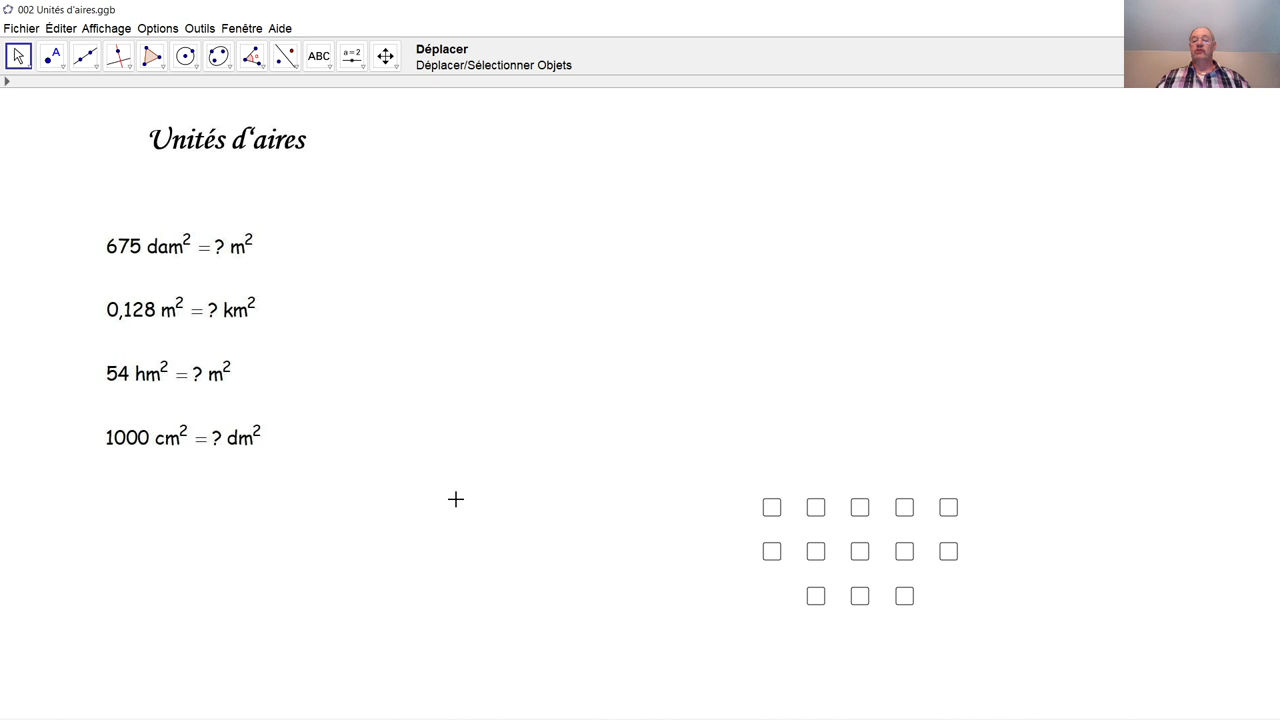 002 Unités d'aires.ggb
Fichier Éditer Affichage Options Outils Fenêtre Aide
A
ABC
a=2
Déplacer
Déplacer/Sélectionner Objets
Unités d'aires
675 dam² = ? m²
0,128 m² = ? km²
54 hm² = ? m²
1000 cm² = ? dm²